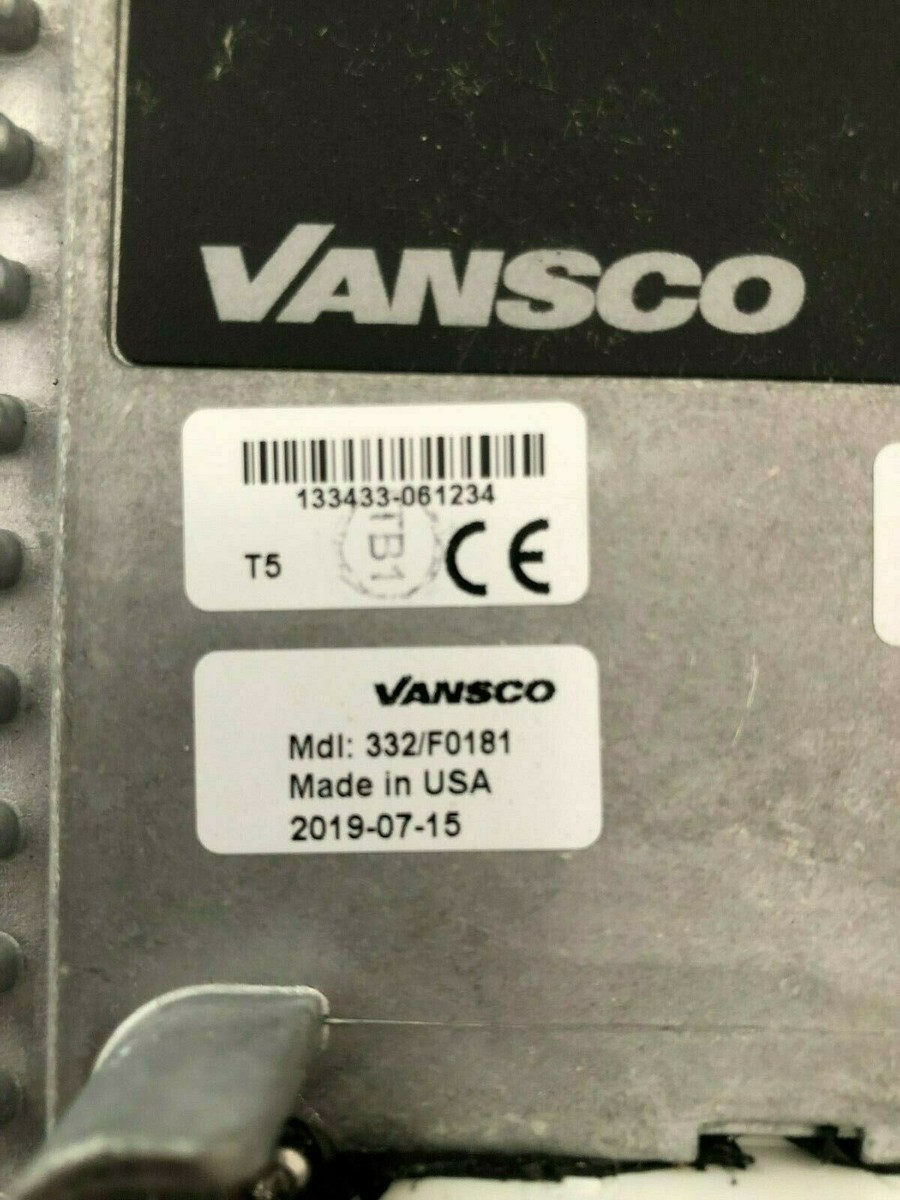 VANSCO
133433-061234
T5
TB1
CE
VANSCO
Mdl: 332/F0181
Made in USA
2019-07-15